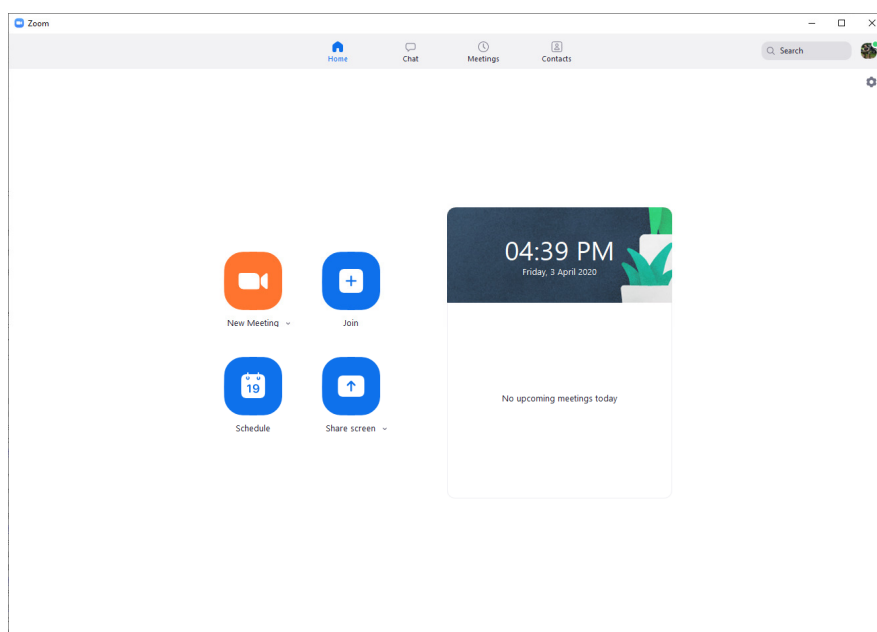 Zoom
Home
Chat
Meetings
Contacts
Search
04:39 PM
Friday, 3 April 2020
New Meeting
Join
19
Schedule
Share screen
No upcoming meetings today